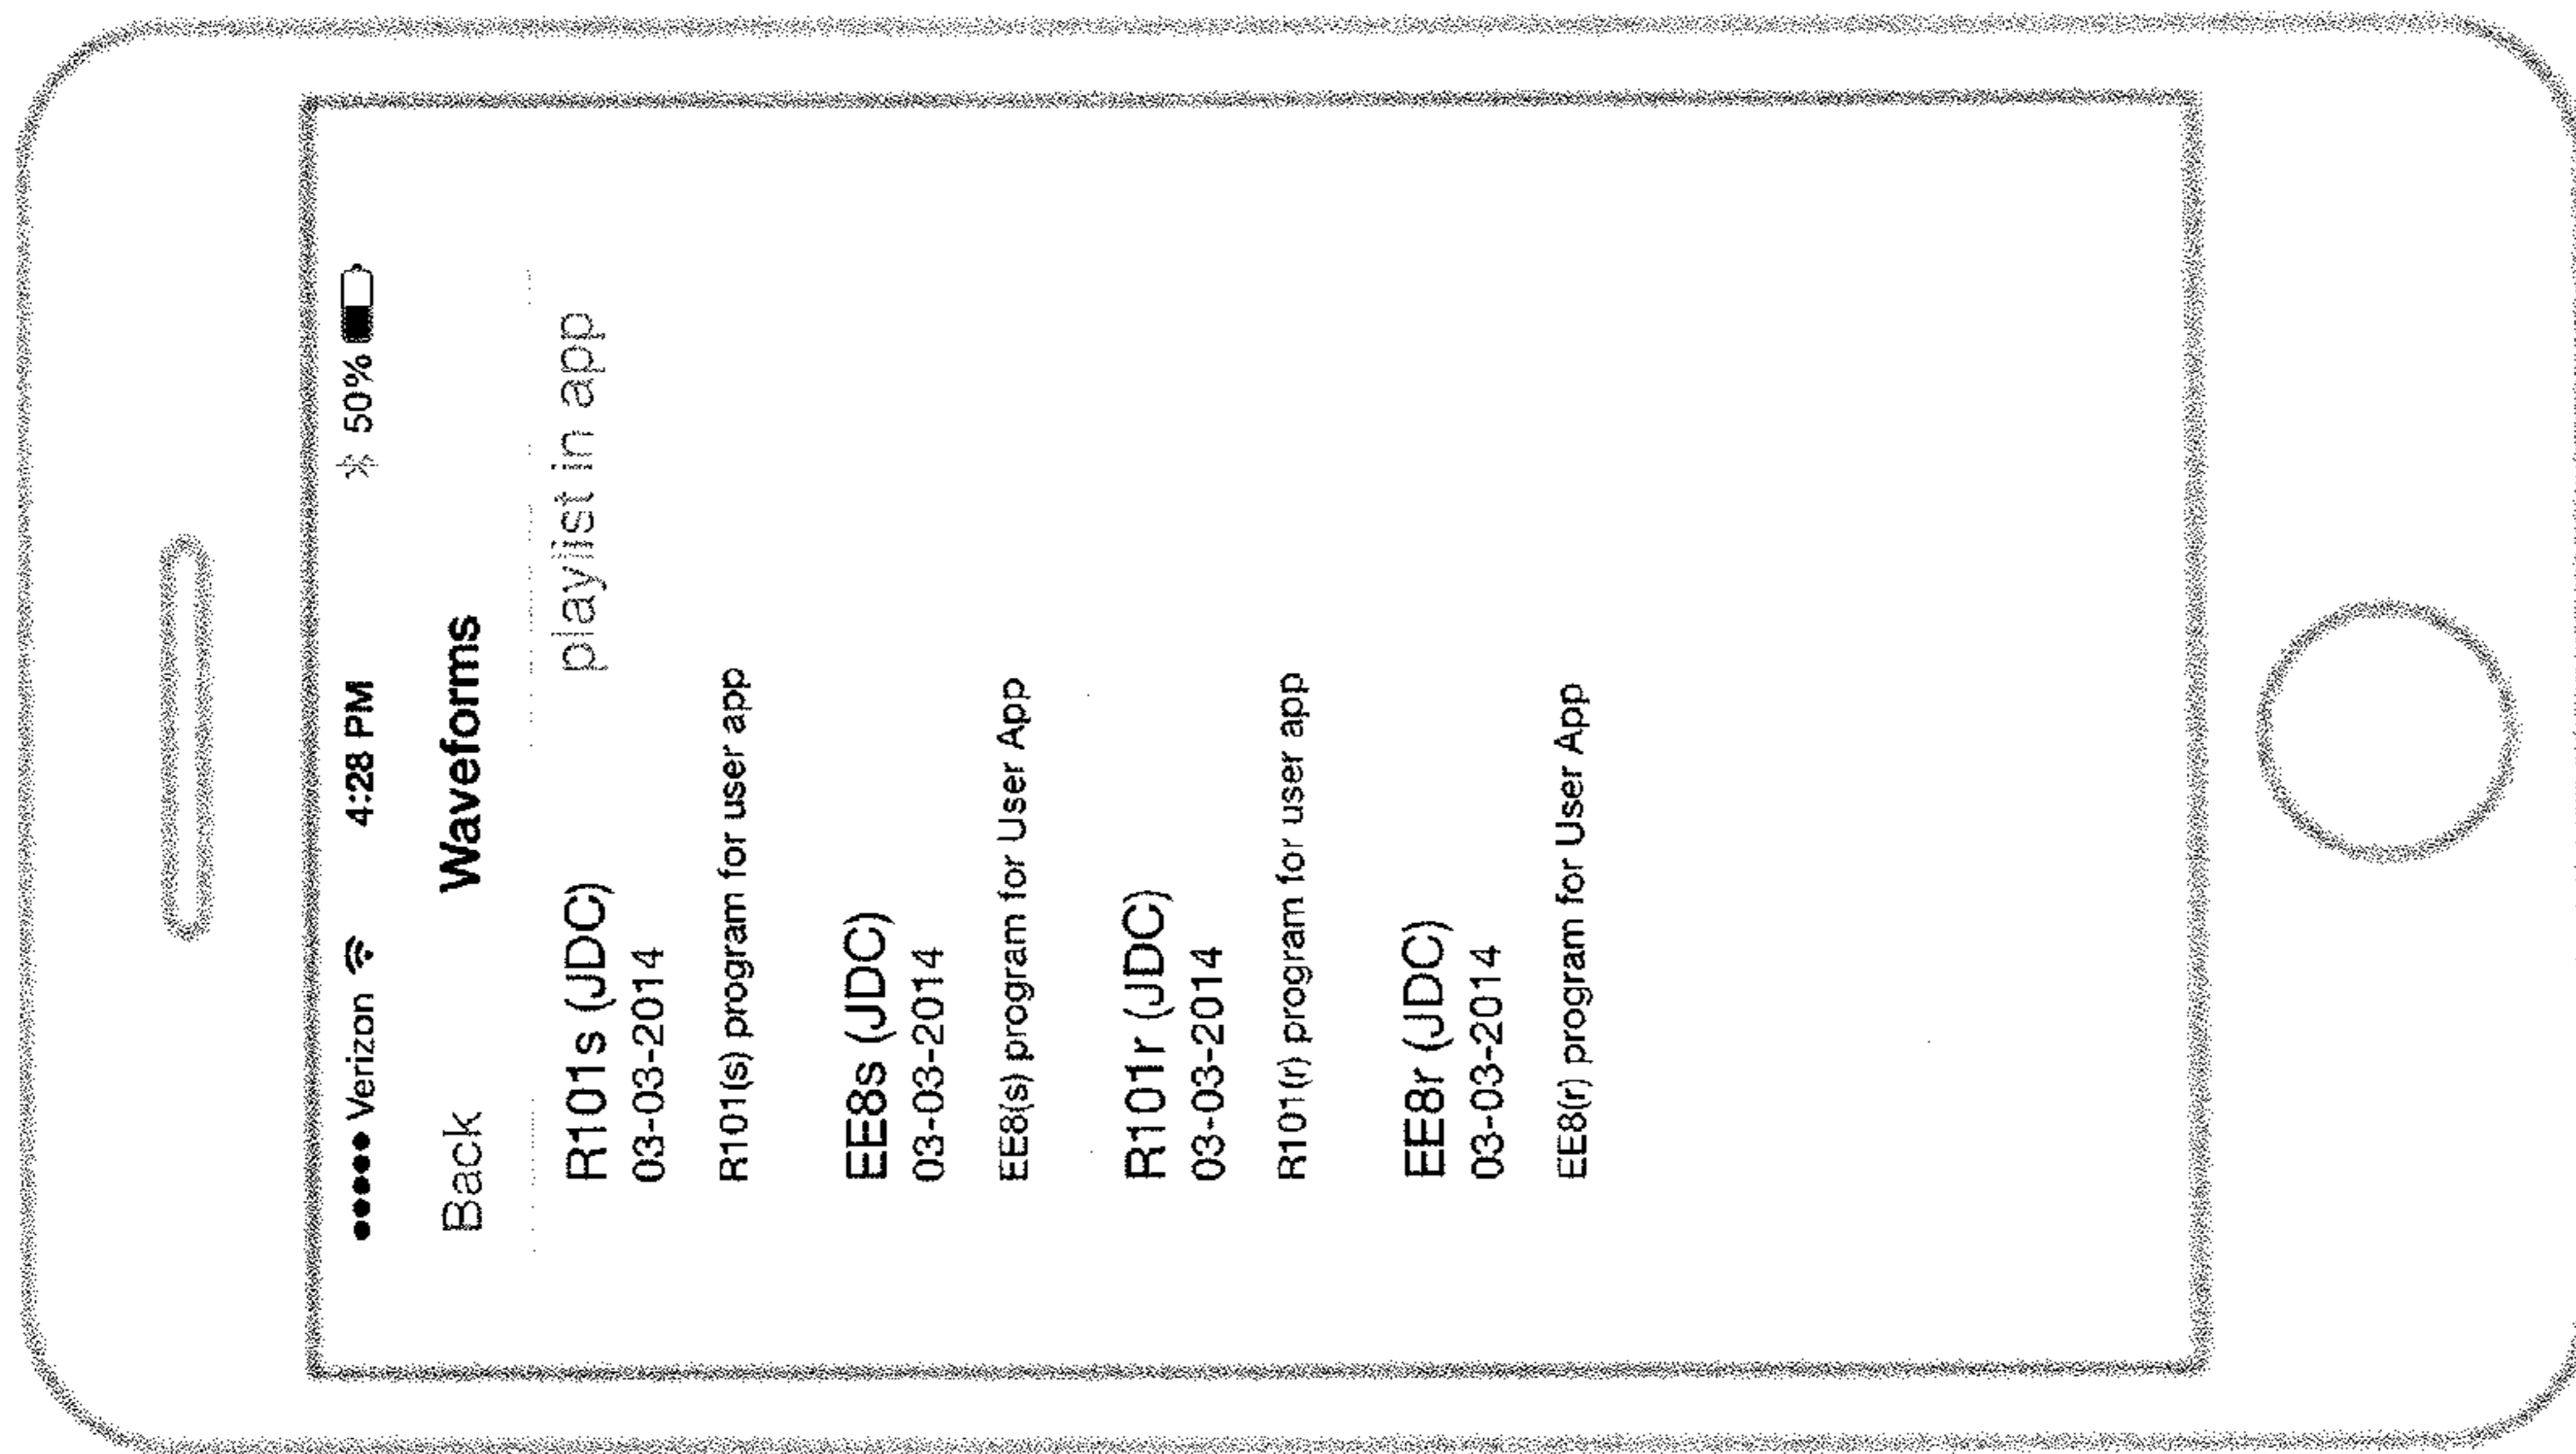 ●●●●● Verizon 4:28 PM 50%
Back Waveforms
R101s (JDC) playlist in app
03-03-2014
R101(s) program for user app
EE8s (JDC)
03-03-2014
EE8(s) program for User App
R101r (JDC)
03-03-2014
R101(r) program for user app
EE8r (JDC)
03-03-2014
EE8(r) program for User App